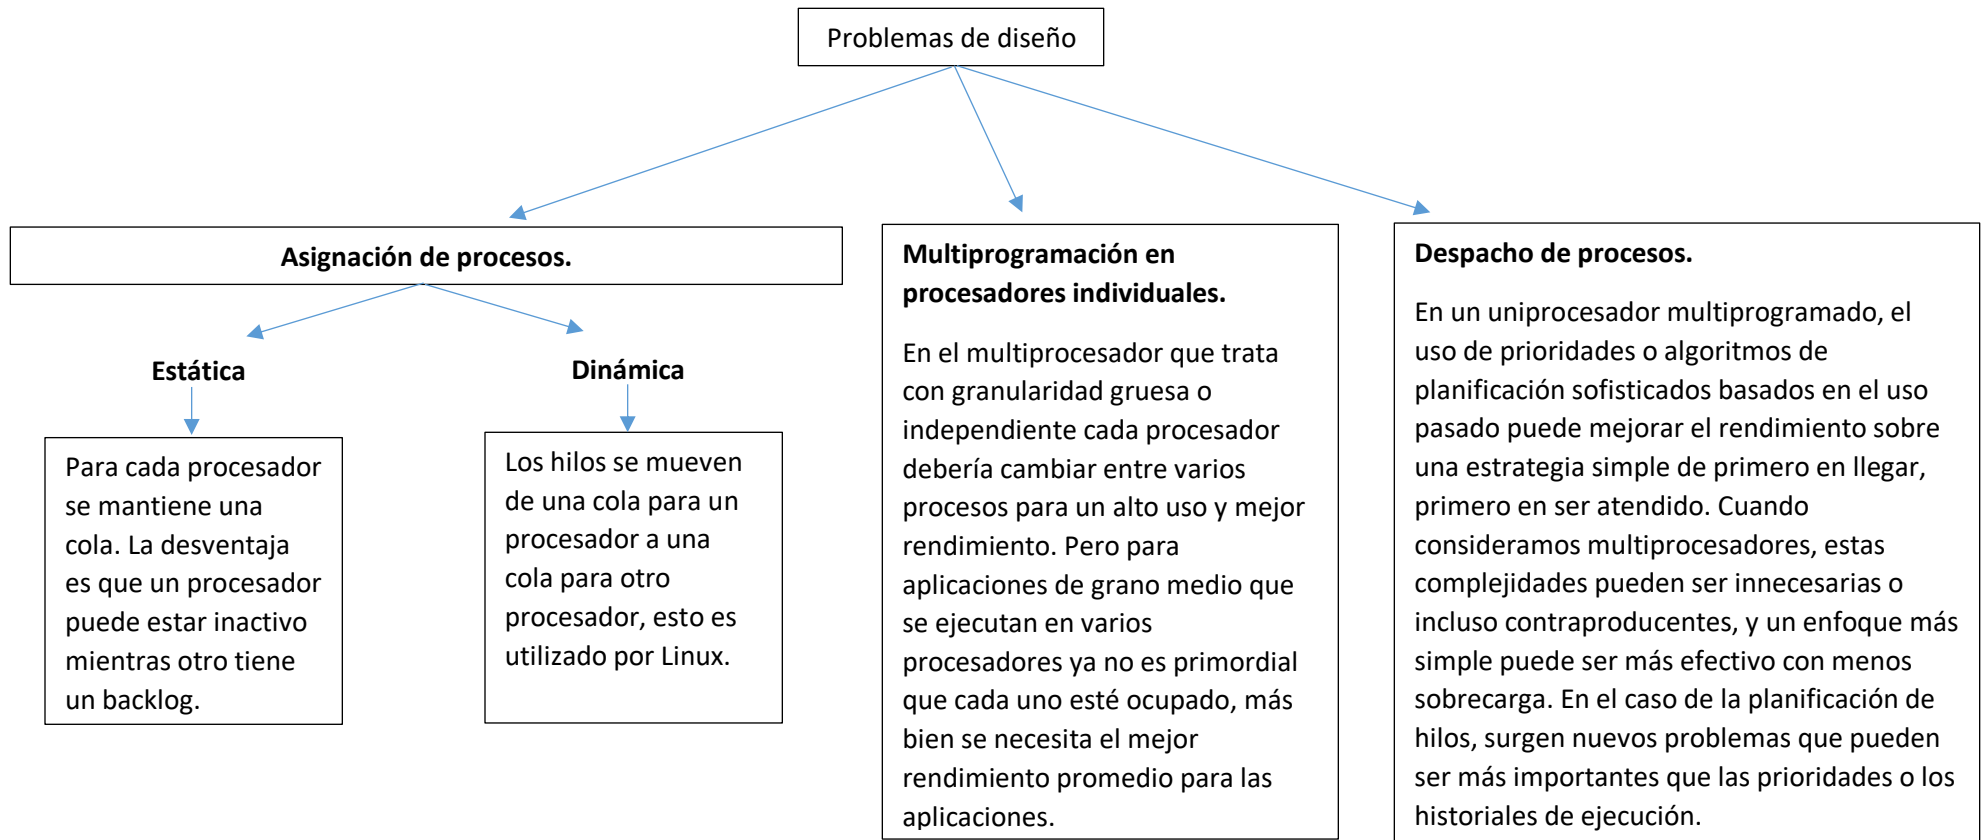 Problemas de diseño
Asignación de procesos.
Estática
Para cada procesador
se mantiene una
cola. La desventaja
es que un procesador
puede estar inactivo
mientras otro tiene
un backlog.
Dinámica
Los hilos se mueven
de una cola para un
procesador a una
cola para otro
procesador, esto es
utilizado por Linux.
Multiprogramación en
procesadores individuales.
En el multiprocesador que trata
con granularidad gruesa o
independiente cada procesador
debería cambiar entre varios
procesos para un alto uso y mejor
rendimiento. Pero para
aplicaciones de grano medio que
se ejecutan en varios
procesadores ya no es primordial
que cada uno esté ocupado, más
bien se necesita el mejor
rendimiento promedio para las
aplicaciones.
Despacho de procesos.
En un uniprocesador multiprogramado, el
uso de prioridades o algoritmos de
planificación sofisticados basados en el uso
pasado puede mejorar el rendimiento sobre
una estrategia simple de primero en llegar,
primero en ser atendido. Cuando
consideramos multiprocesadores, estas
complejidades pueden ser innecesarias o
incluso contraproducentes, y un enfoque más
simple puede ser más efectivo con menos
sobrecarga. En el caso de la planificación de
hilos, surgen nuevos problemas que pueden
ser más importantes que las prioridades o los
historiales de ejecución.